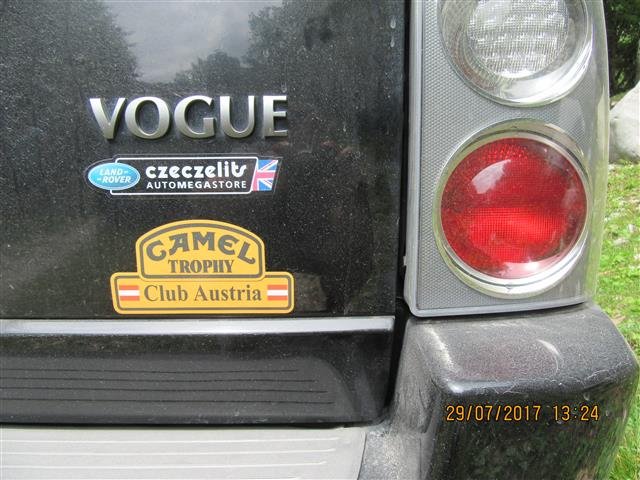 VOGUE
LAND-
-ROVER
czeczelits
AUTOMEGASTORE
CAMEL
TROPHY
Club Austria
29/07/2017 13:24